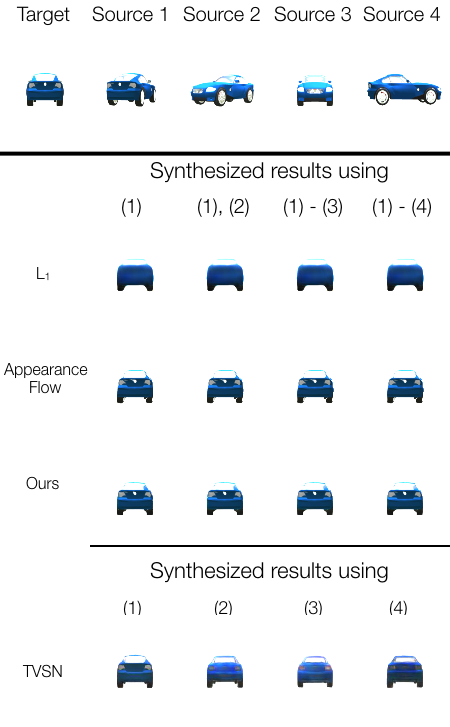 Target Source 1 Source 2 Source 3 Source 4
Synthesized results using
(1) (1), (2) (1) - (3) (1) - (4)
L₁
Appearance
Flow
Ours
Synthesized results using
(1) (2) (3) (4)
TVSN